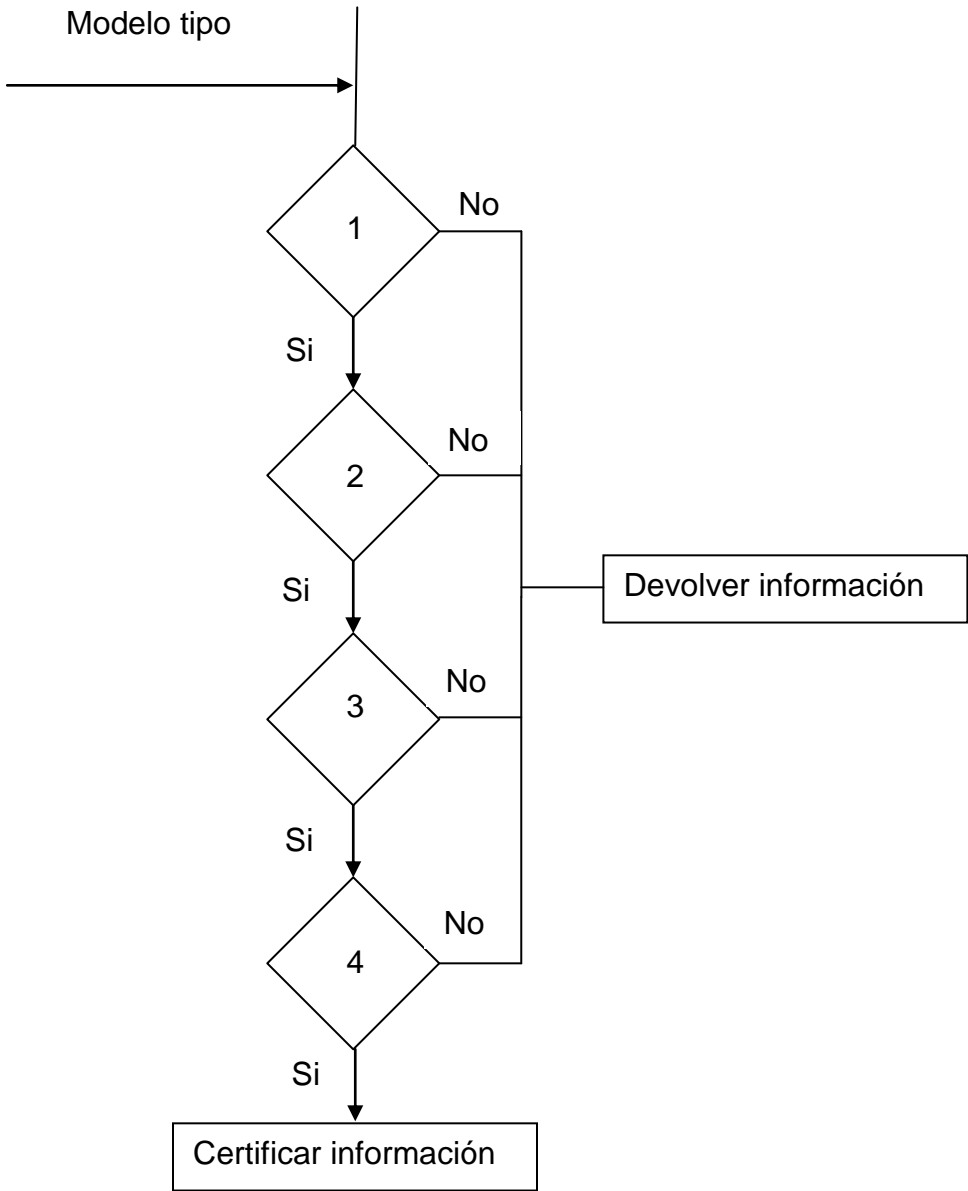 Modelo tipo
1
No
Si
2
No
Si
Devolver información
3
No
Si
4
No
Si
Certificar información